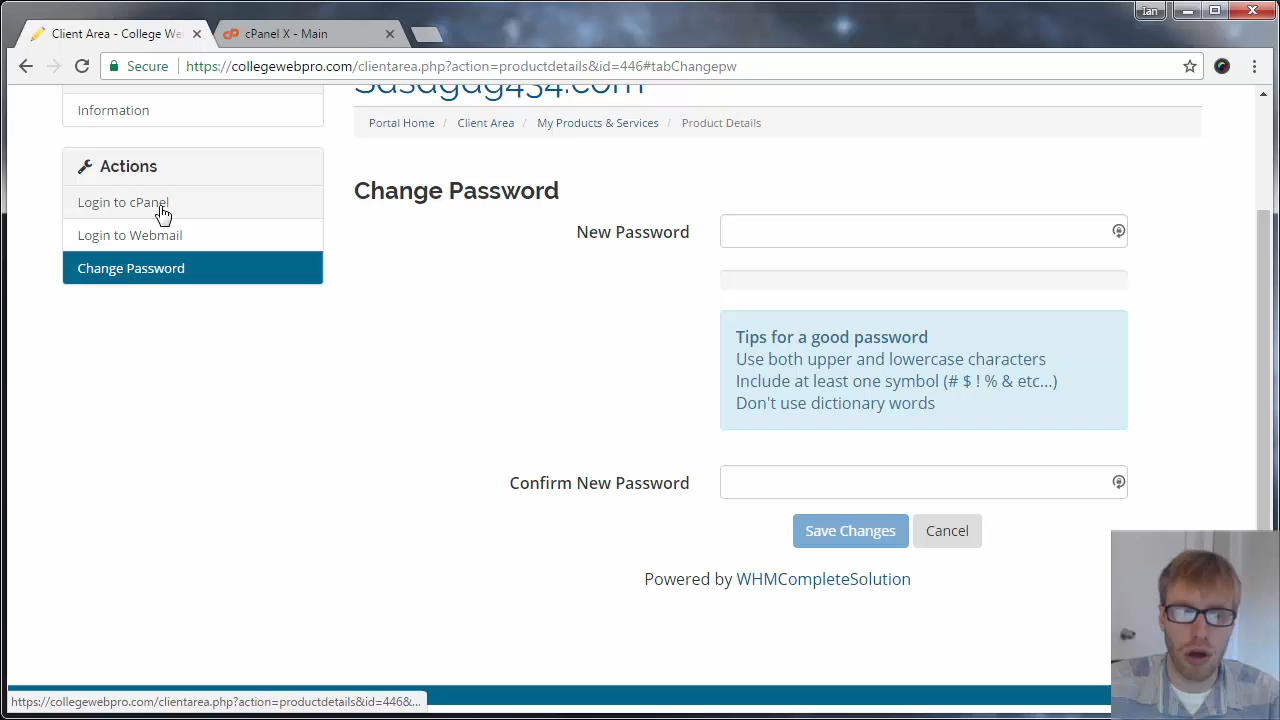 Ian
Client Area - College We
cPanel X - Main
Secure
https://collegewebpro.com/clientarea.php?action=productdetails&id=446#tabChangepw
Information
Portal Home / Client Area / My Products & Services / Product Details
Actions
Login to cPanel
Login to Webmail
Change Password
Change Password
New Password
Tips for a good password
Use both upper and lowercase characters
Include at least one symbol (# $ ! % & etc...)
Don't use dictionary words
Confirm New Password
Save Changes
Cancel
Powered by WHMCompleteSolution
https://collegewebpro.com/clientarea.php?action=productdetails&id=446&...